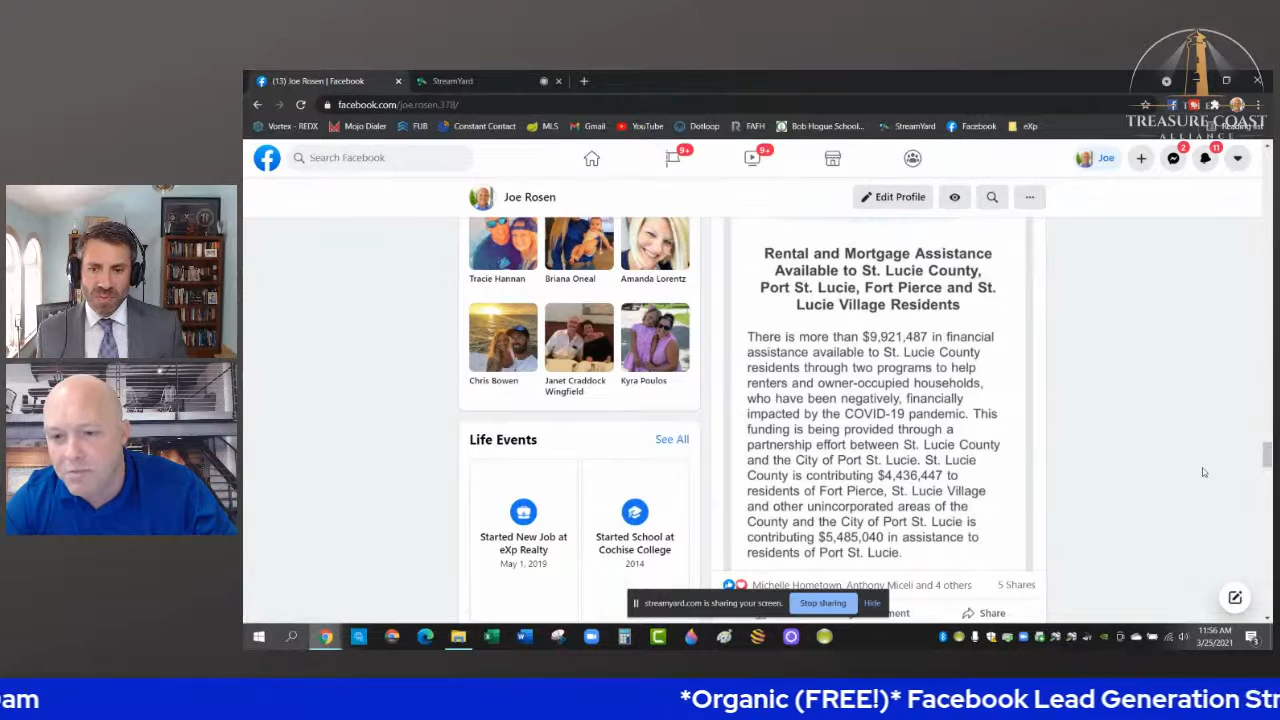 THE
TREASURE COAST
ALLIANCE
(13) Joe Rosen | Facebook
StreamYard
facebook.com/joe.rosen.378/
Vortex - REDX
Mojo Dialer
FUB
Constant Contact
MLS
Gmail
YouTube
Dotloop
FAFH
Bob Hogue School...
StreamYard
Facebook
eXp
Reading list
Search Facebook
9+
9+
Joe
2
11
Joe Rosen
Edit Profile
Tracie Hannan
Briana Oneal
Amanda Lorentz
Chris Bowen
Janet Craddock
Wingfield
Kyra Poulos
Life Events
See All
Started New Job at
eXp Realty
May 1, 2019
Started School at
Cochise College
2014
Rental and Mortgage Assistance
Available to St. Lucie County,
Port St. Lucie, Fort Pierce and St.
Lucie Village Residents
There is more than $9,921,487 in financial
assistance available to St. Lucie County
residents through two programs to help
renters and owner-occupied households,
who have been negatively, financially
impacted by the COVID-19 pandemic. This
funding is being provided through a
partnership effort between St. Lucie County
and the City of Port St. Lucie. St. Lucie
County is contributing $4,436,447 to
residents of Fort Pierce, St. Lucie Village
and other unincorporated areas of the
County and the City of Port St. Lucie is
contributing $5,485,040 in assistance to
residents of Port St. Lucie.
Michelle Hometown, Anthony Miceli and 4 others
5 Shares
Share
streamyard.com is sharing your screen.
Stop sharing
Hide
11:56 AM
3/25/2021
3
*Organic (FREE!)* Facebook Lead Generation Str